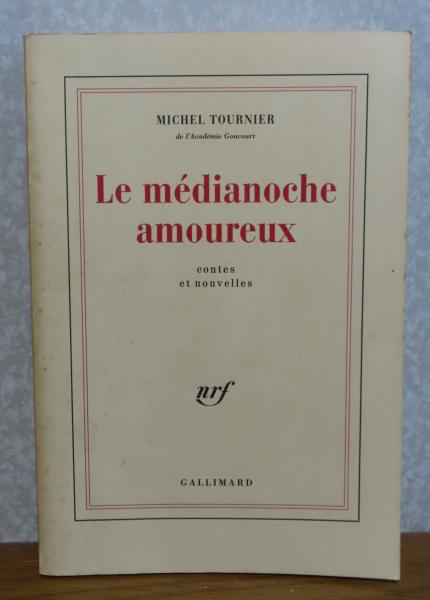 MICHEL TOURNIER
de l'Académie Goncourt
Le médianoche
amoureux
contes
et nouvelles
nrf
GALLIMARD